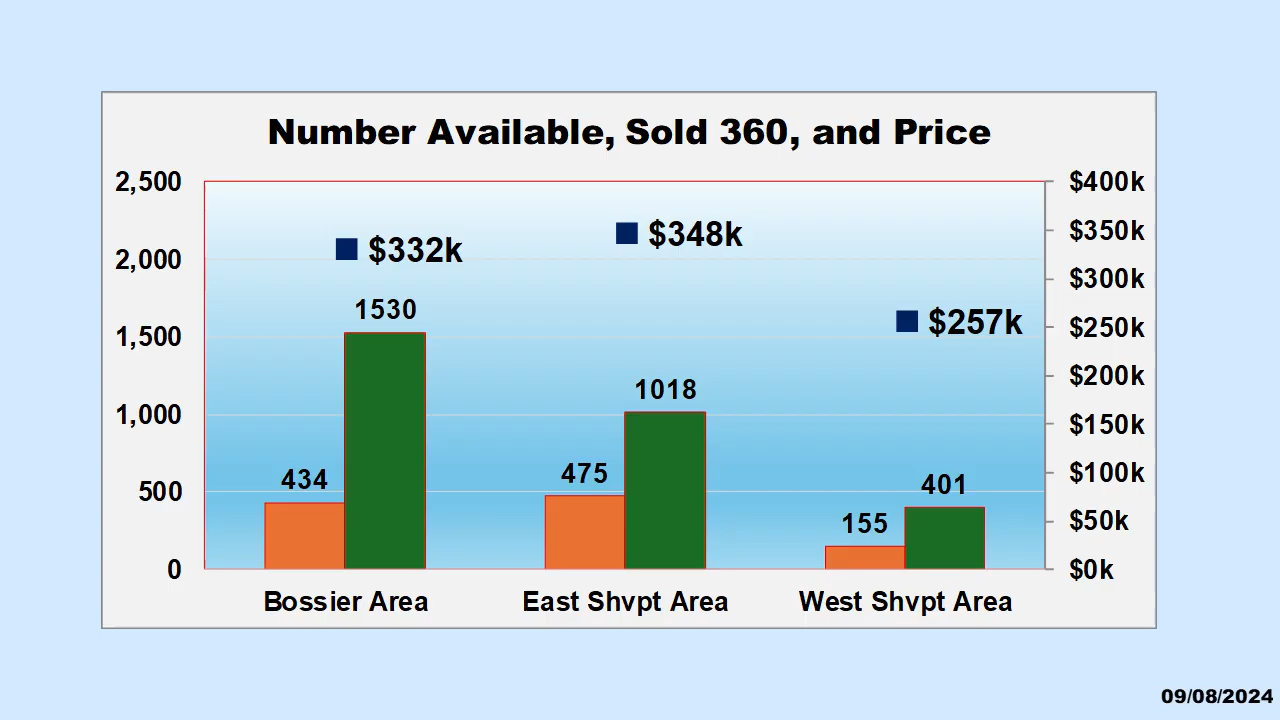 Number Available, Sold 360, and Price
2,500
2,000
1,500
1,000
500
0
$400k
$350k
$300k
$250k
$200k
$150k
$100k
$50k
$0k
$332k
$348k
$257k
1530
1018
434
475
401
155
Bossier Area
East Shvpt Area
West Shvpt Area
09/08/2024